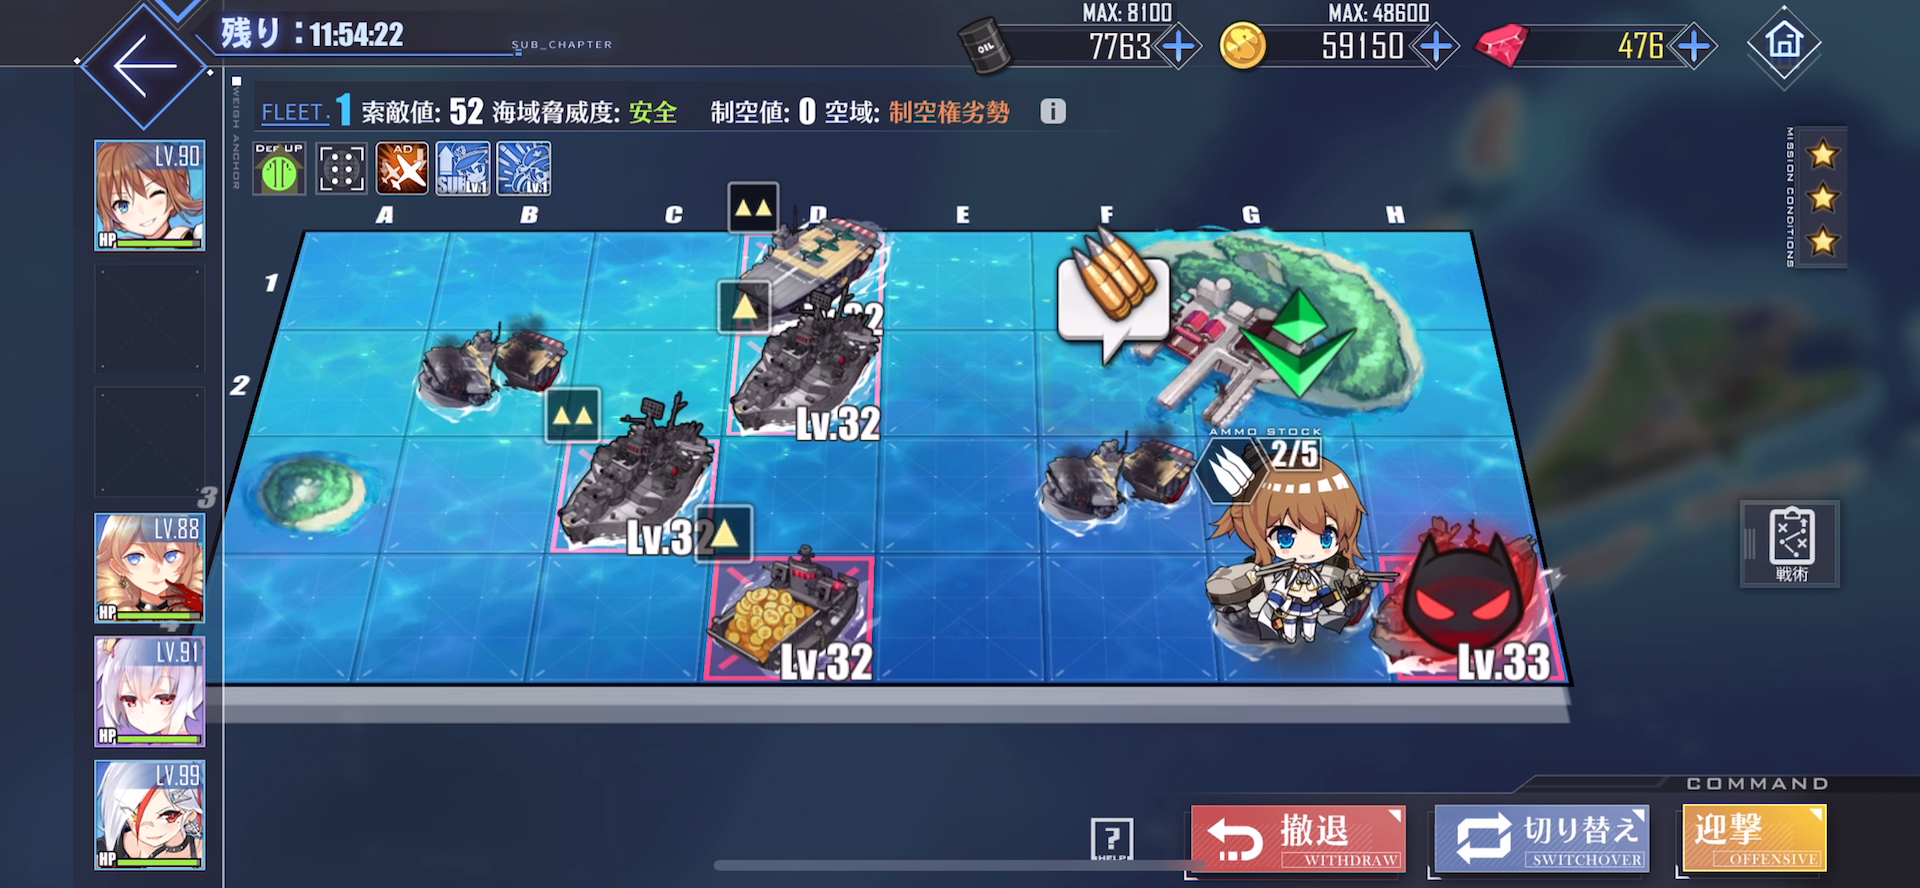 残り：11:54:22
SUB_CHAPTER
MAX: 8100
OIL
7763
MAX: 48600
59150
476
WEIGH ANCHOR
FLEET. 1 索敵値: 52 海域脅威度: 安全 制空値: 0 空域: 制空権劣勢 i
DEF UP
AD
SUB LV.1
LV.1
MISSION CONDITIONS
LV.90
HP
LV.88
HP
LV.91
HP
LV.99
HP
A B C D E F G H
1
2
3
4
Lv.32
Lv.32
Lv.32
Lv.32
AMMO STOCK
2/5
Lv.33
戦術
COMMAND
?
HELP
撤退
WITHDRAW
切り替え
SWITCHOVER
迎撃
OFFENSIVE